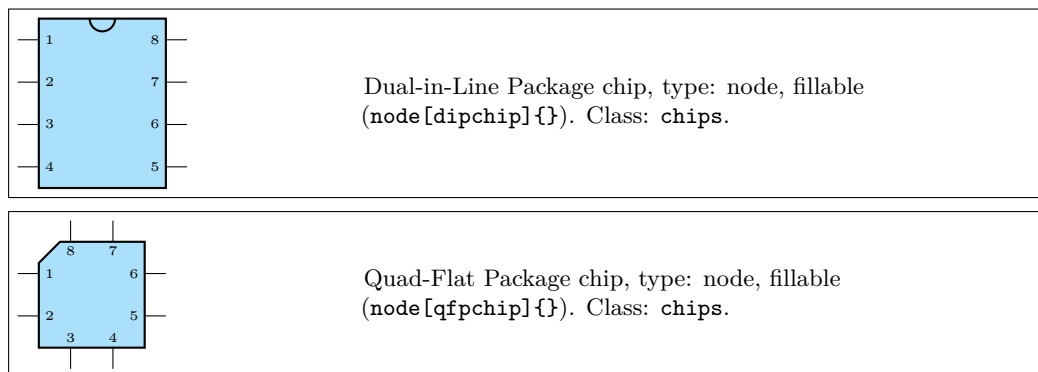 1 8
2 7
3 6
4 5
Dual-in-Line Package chip, type: node, fillable
(node[dipchip]{}). Class: chips.
8 7
1 6
2 5
3 4
Quad-Flat Package chip, type: node, fillable
(node[qfpchip]{}). Class: chips.